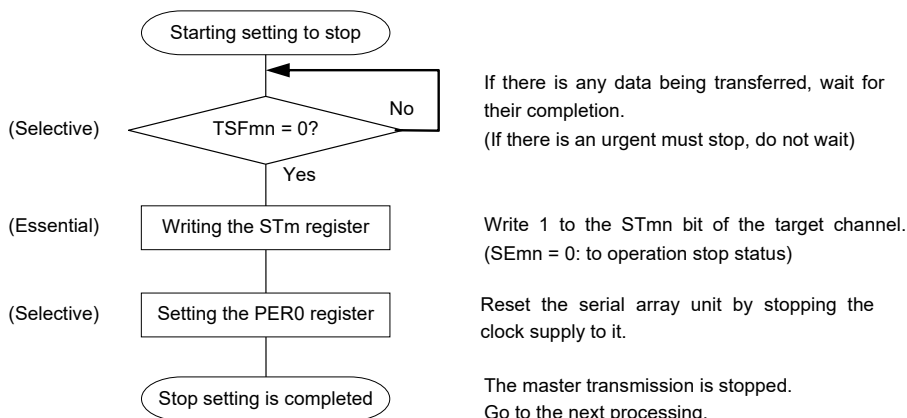 Starting setting to stop
If there is any data being transferred, wait for
their completion.
(If there is an urgent must stop, do not wait)
No
(Selective)
TSFmn = 0?
Yes
(Essential)
Writing the STm register
Write 1 to the STmn bit of the target channel.
(SEmn = 0: to operation stop status)
(Selective)
Setting the PER0 register
Reset the serial array unit by stopping the
clock supply to it.
Stop setting is completed
The master transmission is stopped.
Go to the next processing.